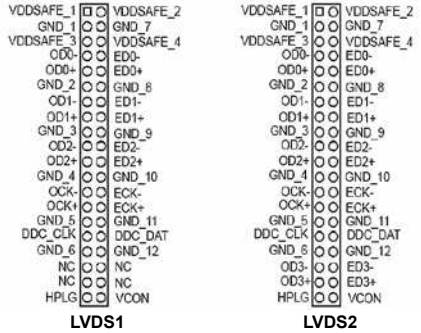 VDDSAFE_1 VDDSAFE_2
GND_1 GND_7
VDDSAFE_3 VDDSAFE_4
OD0- ED0-
OD0+ ED0+
GND_2 GND_8
OD1- ED1-
OD1+ ED1+
GND_3 GND_9
OD2- ED2-
OD2+ ED2+
GND_4 GND_10
OCK- ECK-
OCK+ ECK+
GND_5 GND_11
DDC_CLK DDC_DAT
GND_6 GND_12
NC NC
NC NC
HPLG VCON
LVDS1
VDDSAFE_1 VDDSAFE_2
GND_1 GND_7
VDDSAFE_3 VDDSAFE_4
OD0- ED0-
OD0+ ED0+
GND_2 GND_8
OD1- ED1-
OD1+ ED1+
GND_3 GND_9
OD2- ED2-
OD2+ ED2+
GND_4 GND_10
OCK- ECK-
OCK+ ECK+
GND_5 GND_11
DDC_CLK DDC_DAT
GND_6 GND_12
OD3- ED3-
OD3+ ED3+
HPLG VCON
LVDS2